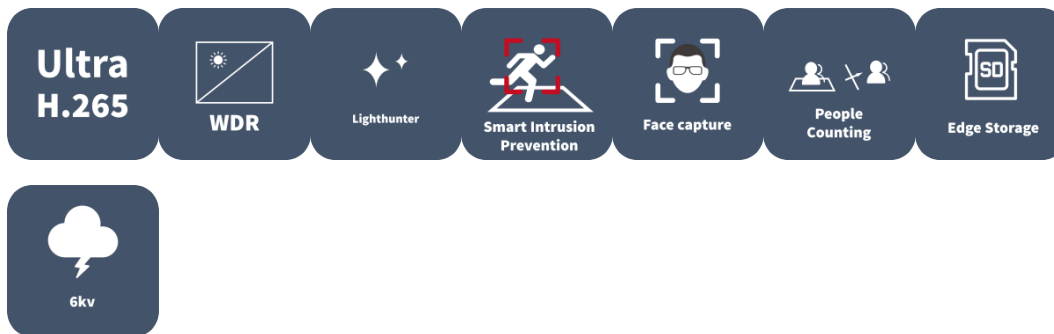 Ultra
H.265
WDR
Lighthunter
Smart Intrusion
Prevention
Face capture
People
Counting
SD
Edge Storage
6kv